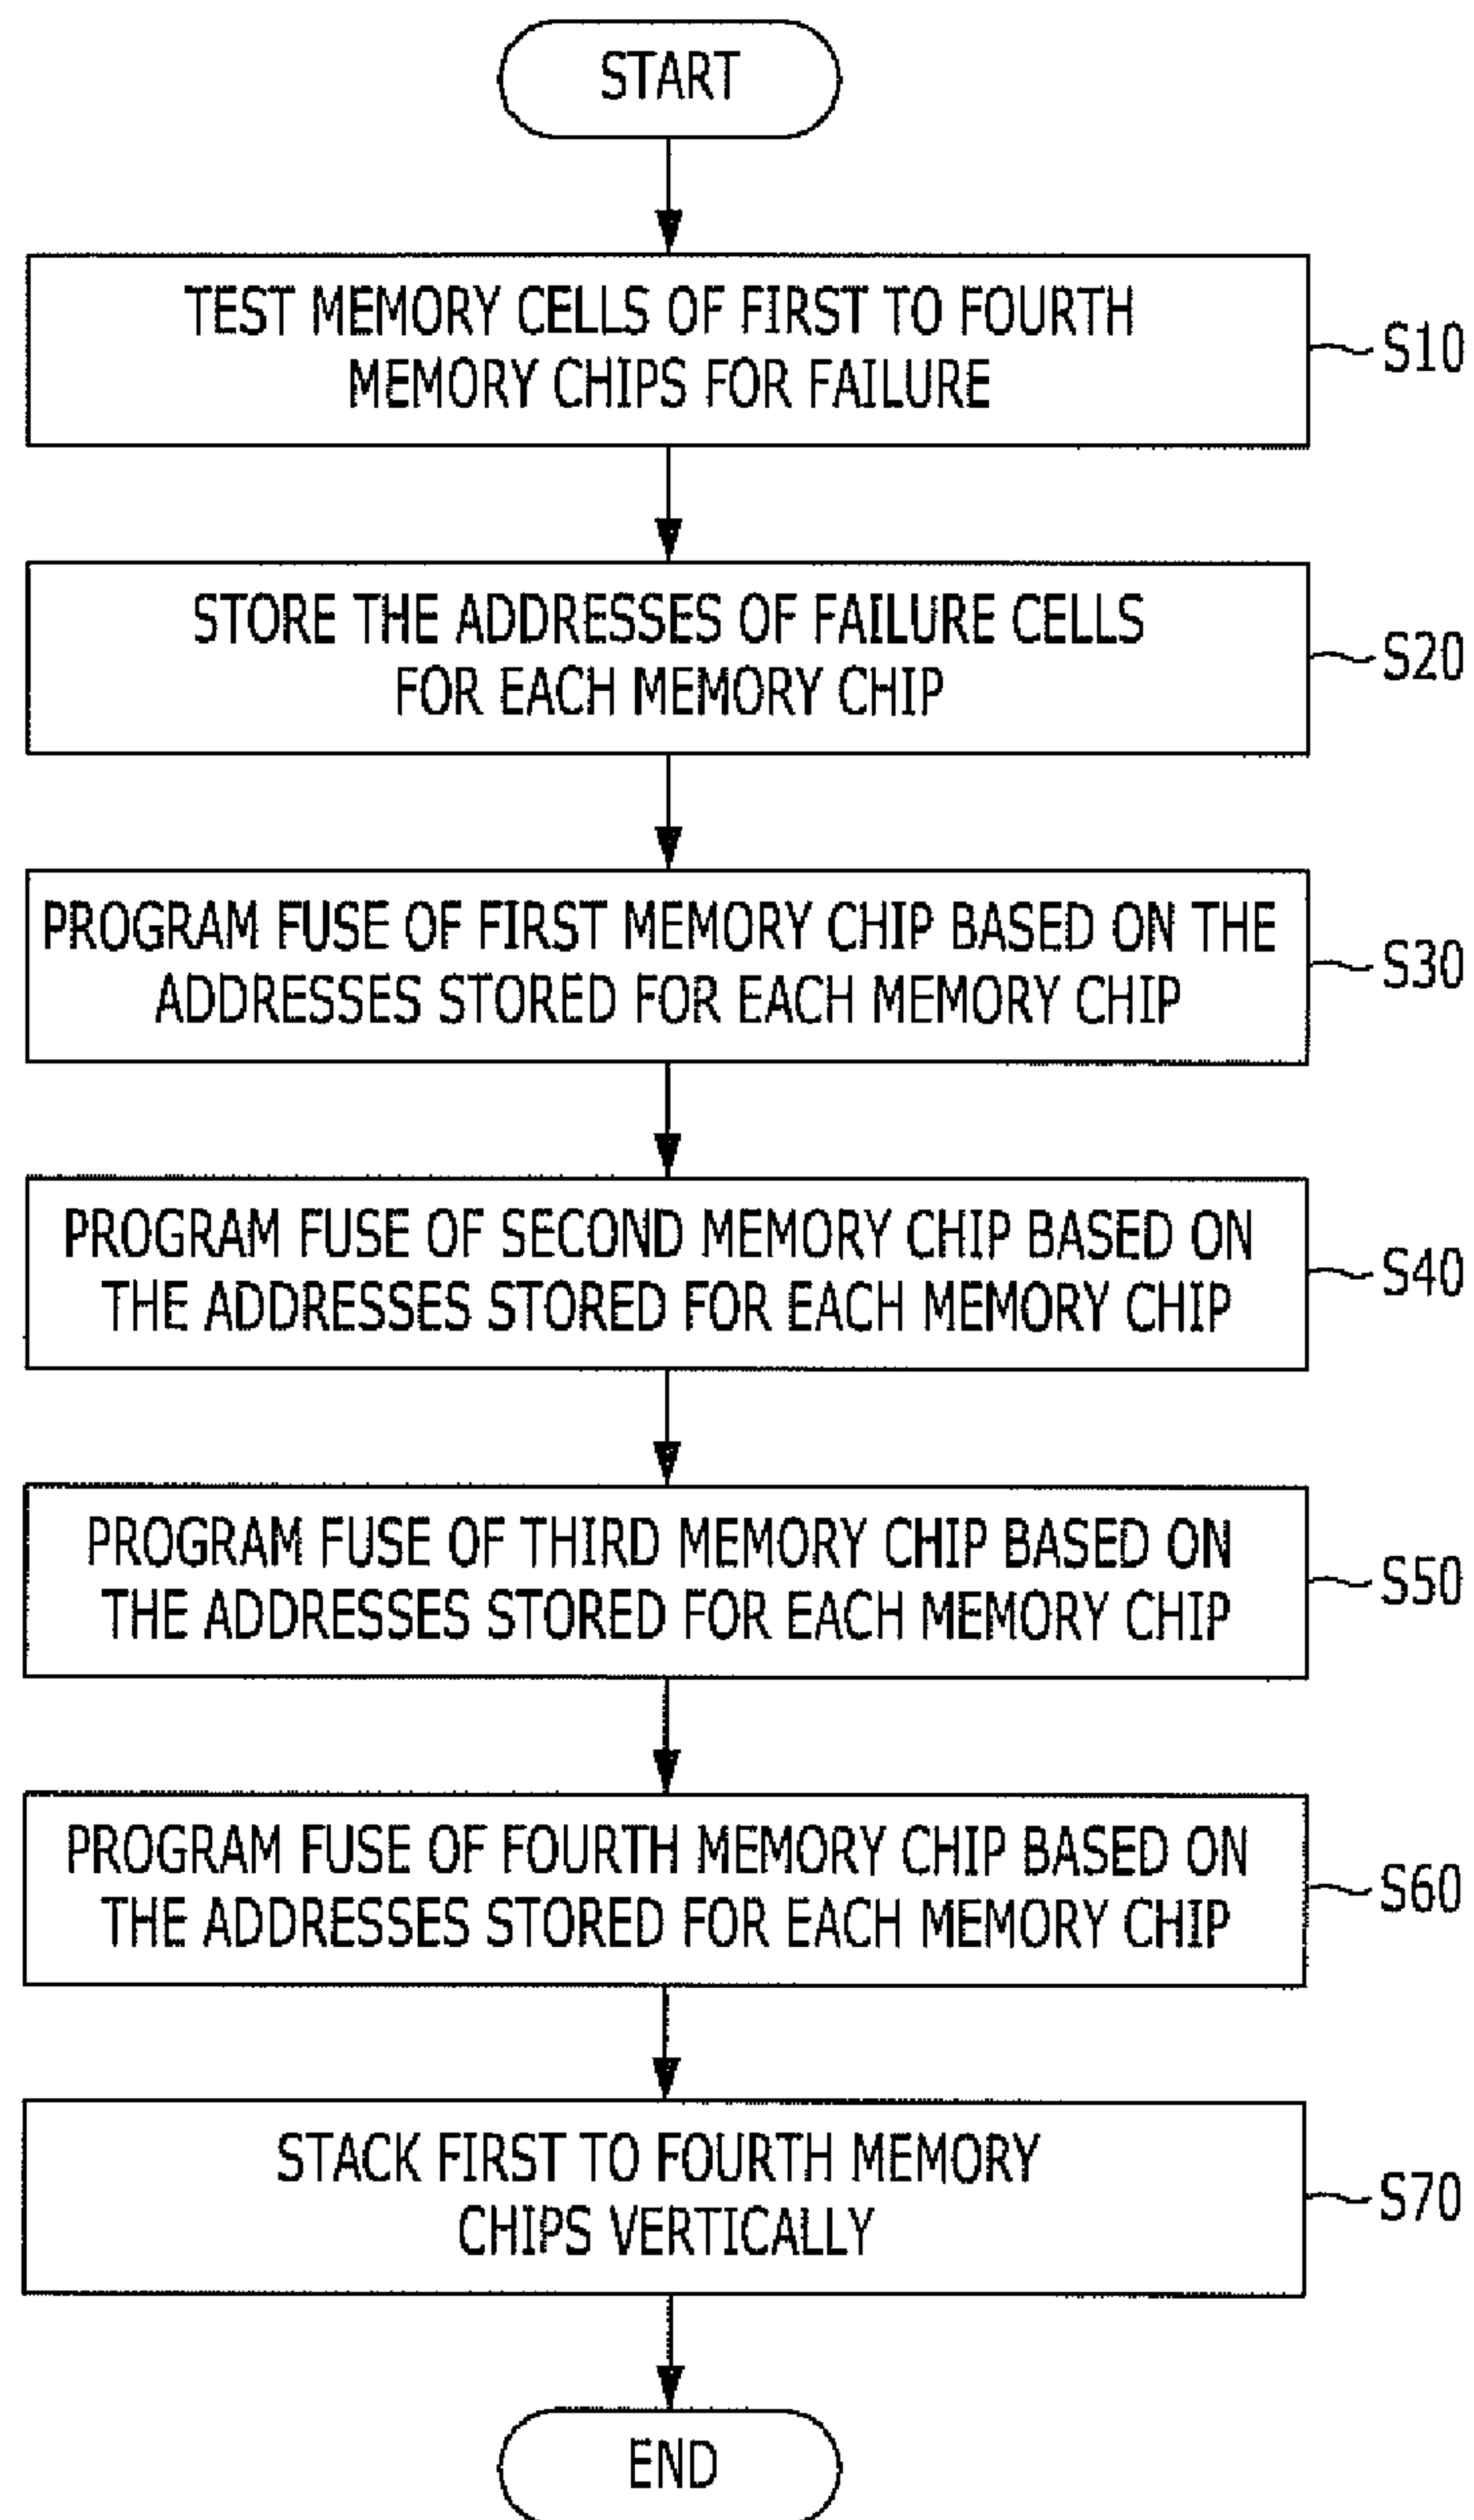 START
TEST MEMORY CELLS OF FIRST TO FOURTH
MEMORY CHIPS FOR FAILURE
S10
STORE THE ADDRESSES OF FAILURE CELLS
FOR EACH MEMORY CHIP
S20
PROGRAM FUSE OF FIRST MEMORY CHIP BASED ON THE
ADDRESSES STORED FOR EACH MEMORY CHIP
S30
PROGRAM FUSE OF SECOND MEMORY CHIP BASED ON
THE ADDRESSES STORED FOR EACH MEMORY CHIP
S40
PROGRAM FUSE OF THIRD MEMORY CHIP BASED ON
THE ADDRESSES STORED FOR EACH MEMORY CHIP
S50
PROGRAM FUSE OF FOURTH MEMORY CHIP BASED ON
THE ADDRESSES STORED FOR EACH MEMORY CHIP
S60
STACK FIRST TO FOURTH MEMORY
CHIPS VERTICALLY
S70
END